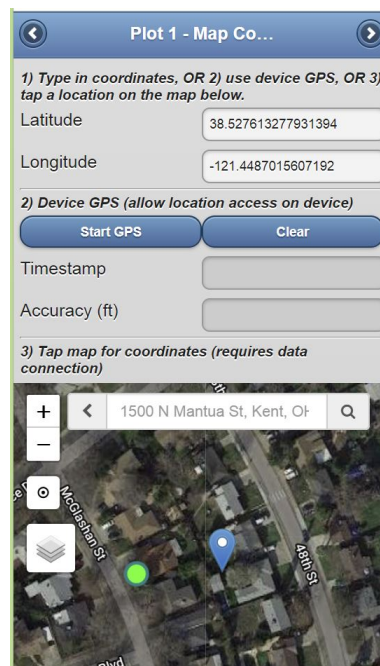 Plot 1 - Map Co…
1) Type in coordinates, OR 2) use device GPS, OR 3)
tap a location on the map below.
Latitude
38.527613277931394
Longitude
-121.4487015607192
2) Device GPS (allow location access on device)
Start GPS
Clear
Timestamp
Accuracy (ft)
3) Tap map for coordinates (requires data
connection)
+
1500 N Mantua St, Kent, OH
−
McGlashan St
48th St
Blvd